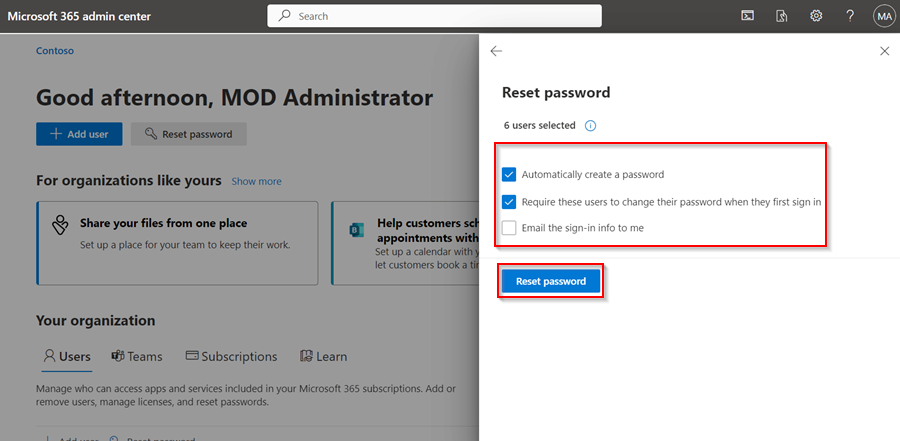 Microsoft 365 admin center
Search
MA
Contoso
Good afternoon, MOD Administrator
Add user
Reset password
For organizations like yours Show more
Share your files from one place
Set up a place for your team to keep their work.
Help customers sch
appointments with
Set up a calendar with y
let customers book a ti
Your organization
Users
Teams
Subscriptions
Learn
Manage who can access apps and services included in your Microsoft 365 subscriptions. Add or
remove users, manage licenses, and reset passwords.
Add user Reset password
Reset password
6 users selected
Automatically create a password
Require these users to change their password when they first sign in
Email the sign-in info to me
Reset password